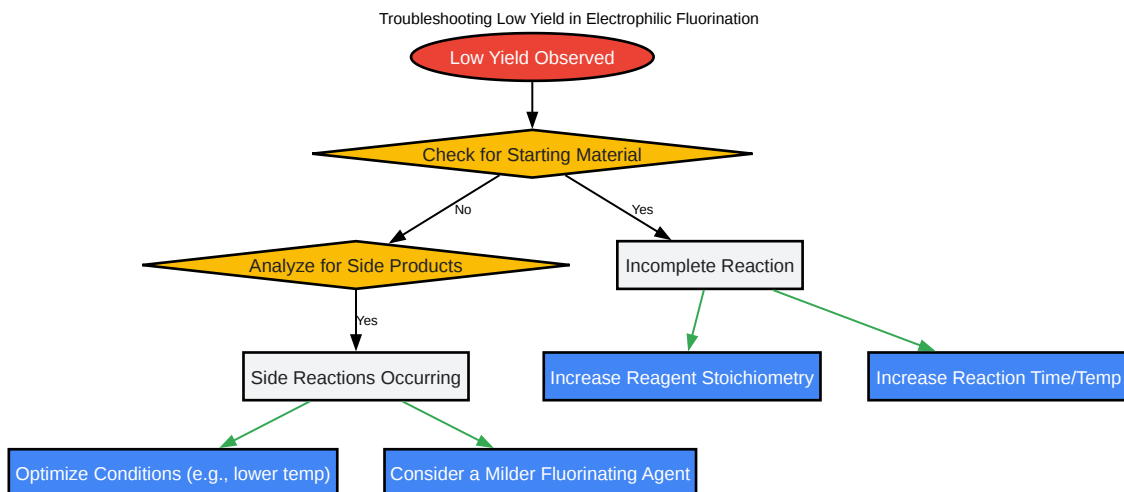 Troubleshooting Low Yield in Electrophilic Fluorination
Low Yield Observed
Check for Starting Material
No
Yes
Analyze for Side Products
Incomplete Reaction
Yes
Side Reactions Occurring
Increase Reagent Stoichiometry
Increase Reaction Time/Temp
Optimize Conditions (e.g., lower temp)
Consider a Milder Fluorinating Agent